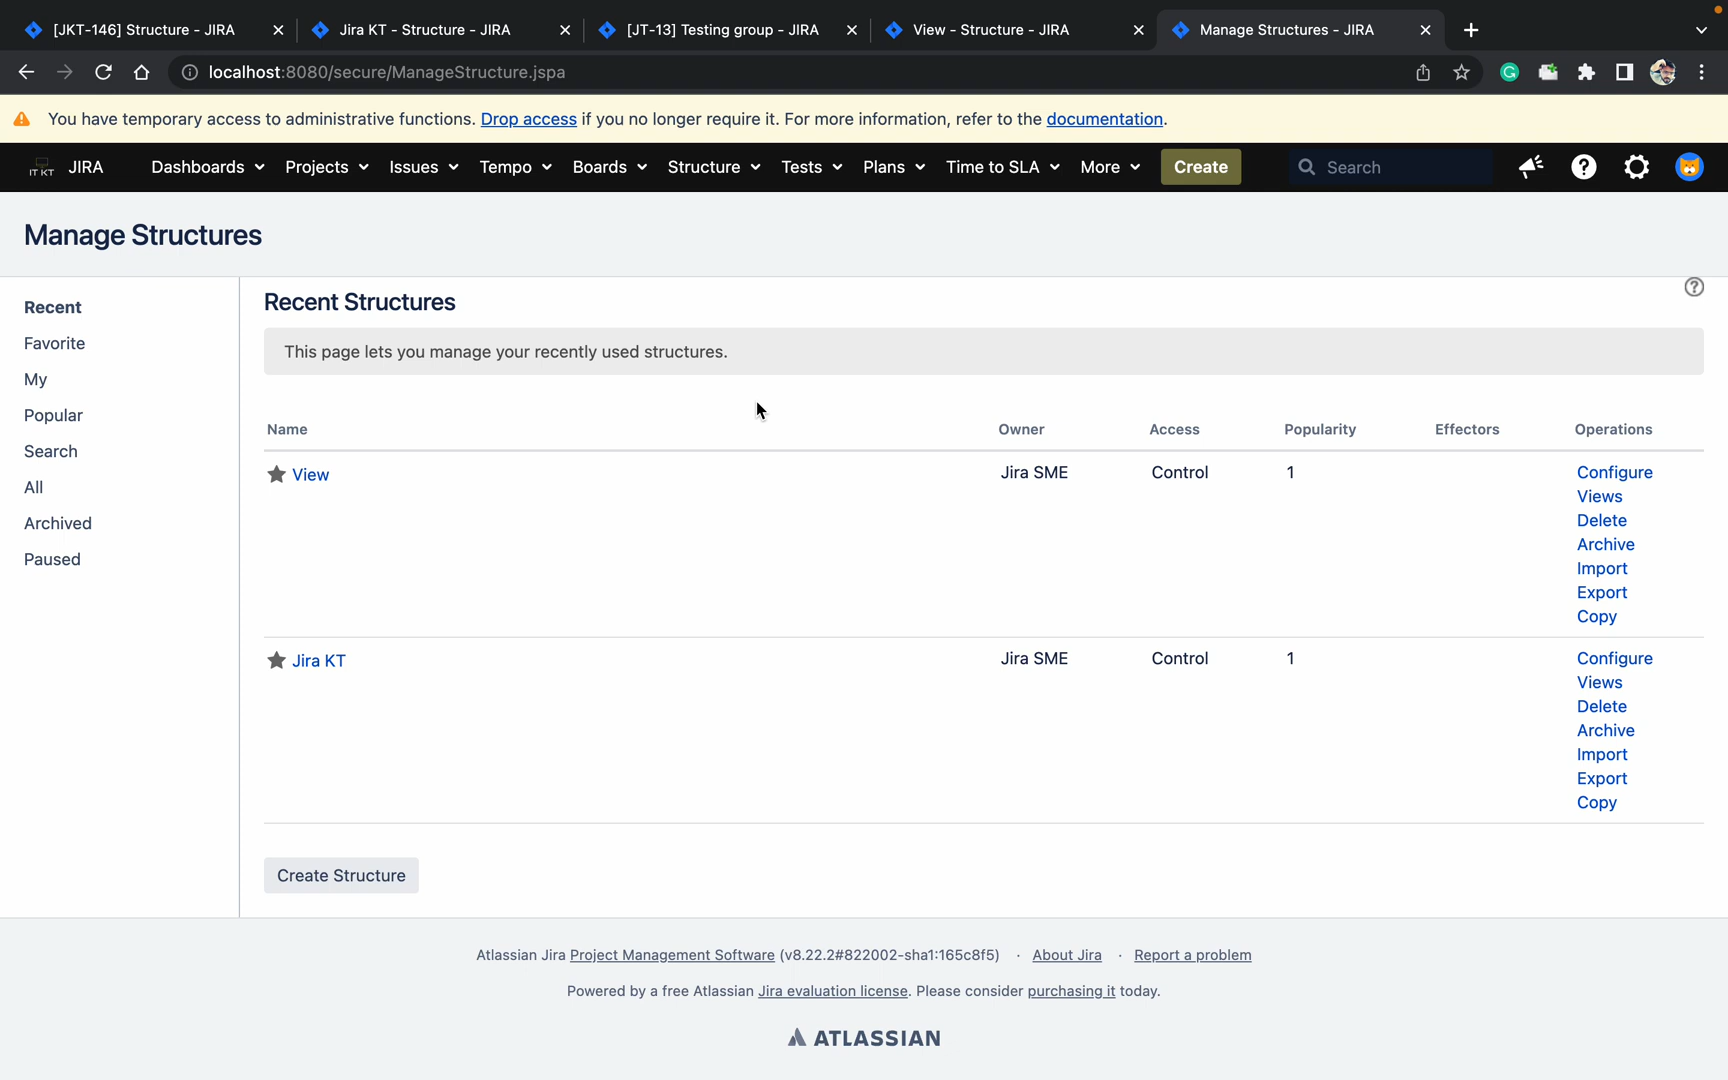 [JKT-146] Structure - JIRA
Jira KT - Structure - JIRA
[JT-13] Testing group - JIRA
View - Structure - JIRA
Manage Structures - JIRA
localhost:8080/secure/ManageStructure.jspa
You have temporary access to administrative functions. Drop access if you no longer require it. For more information, refer to the documentation.
IT KT JIRA Dashboards Projects Issues Tempo Boards Structure Tests Plans Time to SLA More Create Search
Manage Structures
Recent
Favorite
My
Popular
Search
All
Archived
Paused
Recent Structures
This page lets you manage your recently used structures.
Name Owner Access Popularity Effectors Operations
View Jira SME Control 1 Configure
Views
Delete
Archive
Import
Export
Copy
Jira KT Jira SME Control 1 Configure
Views
Delete
Archive
Import
Export
Copy
Create Structure
Atlassian Jira Project Management Software (v8.22.2#822002-sha1:165c8f5) · About Jira · Report a problem
Powered by a free Atlassian Jira evaluation license. Please consider purchasing it today.
ATLASSIAN